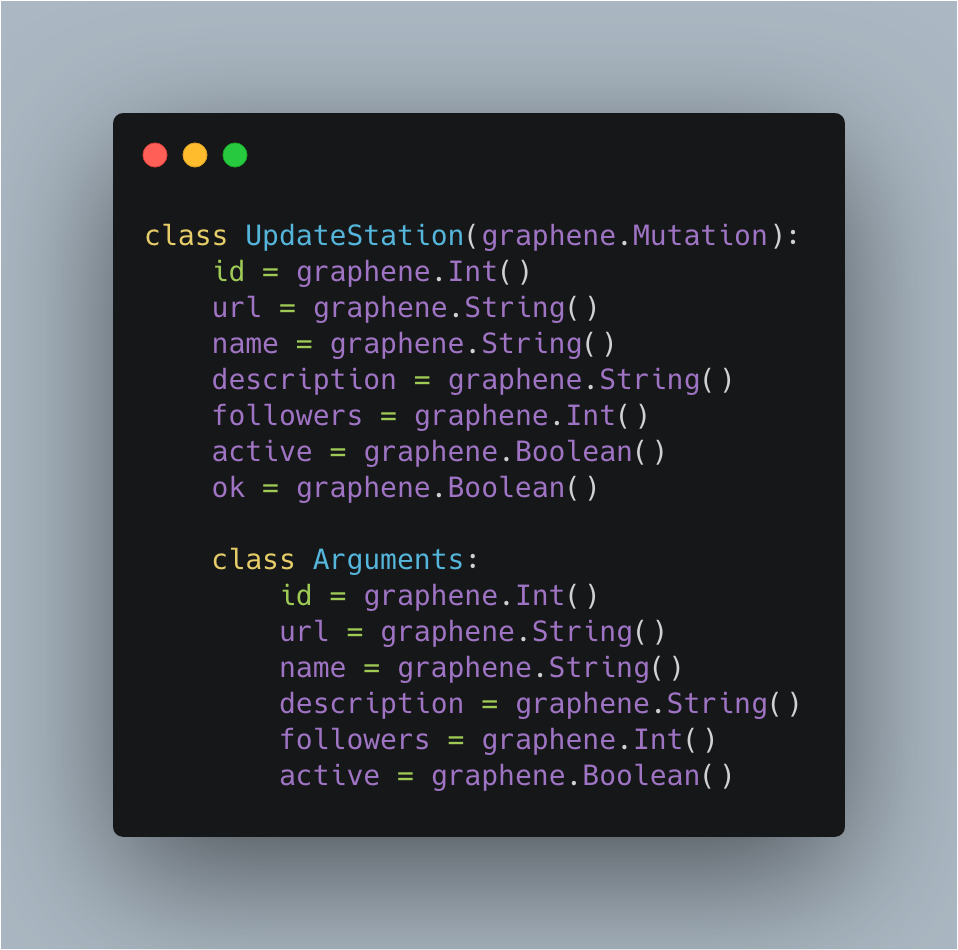 class UpdateStation(graphene.Mutation):
    id = graphene.Int()
    url = graphene.String()
    name = graphene.String()
    description = graphene.String()
    followers = graphene.Int()
    active = graphene.Boolean()
    ok = graphene.Boolean()

    class Arguments:
        id = graphene.Int()
        url = graphene.String()
        name = graphene.String()
        description = graphene.String()
        followers = graphene.Int()
        active = graphene.Boolean()